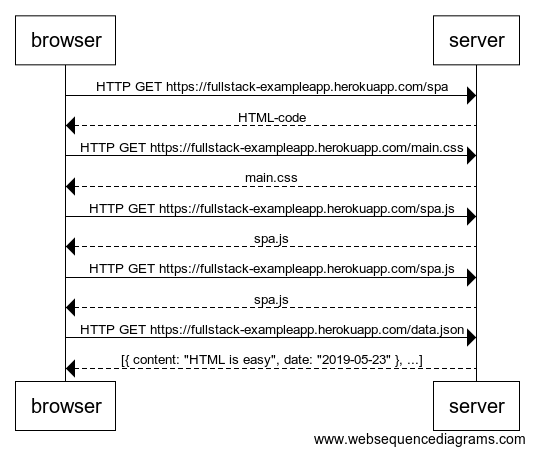 browser server
HTTP GET https://fullstack-exampleapp.herokuapp.com/spa
HTML-code
HTTP GET https://fullstack-exampleapp.herokuapp.com/main.css
main.css
HTTP GET https://fullstack-exampleapp.herokuapp.com/spa.js
spa.js
HTTP GET https://fullstack-exampleapp.herokuapp.com/spa.js
spa.js
HTTP GET https://fullstack-exampleapp.herokuapp.com/data.json
[{ content: "HTML is easy", date: "2019-05-23" }, ...]
browser server
www.websequencediagrams.com